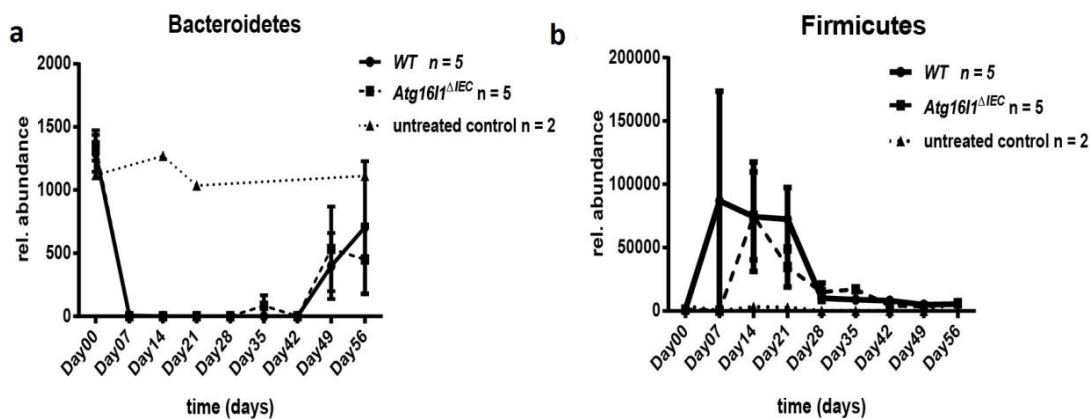 a
Bacteroidetes
2000
1500
1000
500
0
rel. abundance
WT n = 5
Atg16l1ΔIEC n = 5
untreated control n = 2
Day00
Day07
Day14
Day21
Day28
Day35
Day42
Day49
Day56
time (days)
b
Firmicutes
200000
150000
100000
50000
0
rel. abundance
WT n = 5
Atg16l1ΔIEC n = 5
untreated control n = 2
Day00
Day07
Day14
Day21
Day28
Day35
Day42
Day49
Day56
time (days)